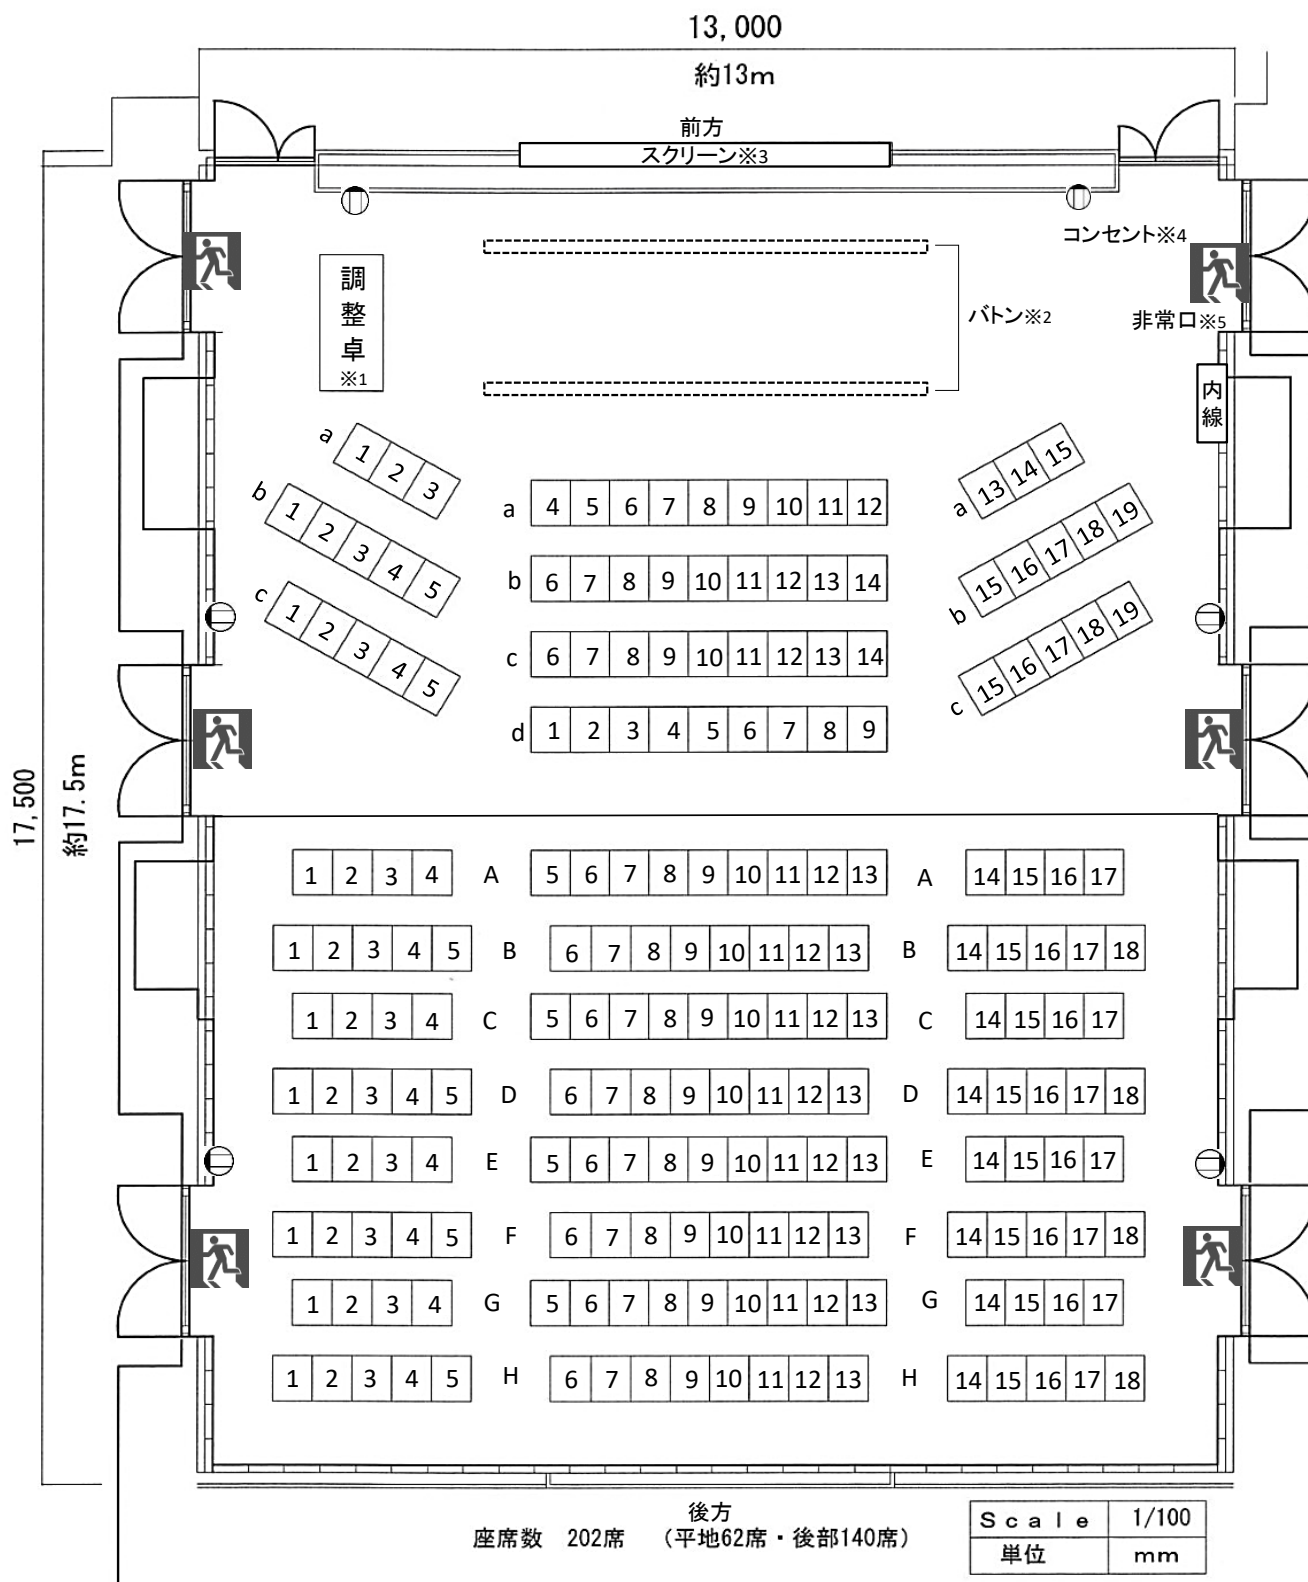 13,000
約13m
前方
スクリーン※3
コンセント※4
調整卓
※1
バトン※2
非常口※5
内線
a 1 2 3
a 4 5 6 7 8 9 10 11 12
a 13 14 15
b 1 2 3 4 5
b 6 7 8 9 10 11 12 13 14
b 15 16 17 18 19
c 1 2 3 4 5
c 6 7 8 9 10 11 12 13 14
c 15 16 17 18 19
d 1 2 3 4 5 6 7 8 9
17,500
約17.5m
1 2 3 4 A 5 6 7 8 9 10 11 12 13 A 14 15 16 17
1 2 3 4 5 B 6 7 8 9 10 11 12 13 B 14 15 16 17 18
1 2 3 4 C 5 6 7 8 9 10 11 12 13 C 14 15 16 17
1 2 3 4 5 D 6 7 8 9 10 11 12 13 D 14 15 16 17 18
1 2 3 4 E 5 6 7 8 9 10 11 12 13 E 14 15 16 17
1 2 3 4 5 F 6 7 8 9 10 11 12 13 F 14 15 16 17 18
1 2 3 4 G 5 6 7 8 9 10 11 12 13 G 14 15 16 17
1 2 3 4 5 H 6 7 8 9 10 11 12 13 H 14 15 16 17 18
後方
座席数 202席 (平地62席・後部140席)
Scale 1/100
単位 mm